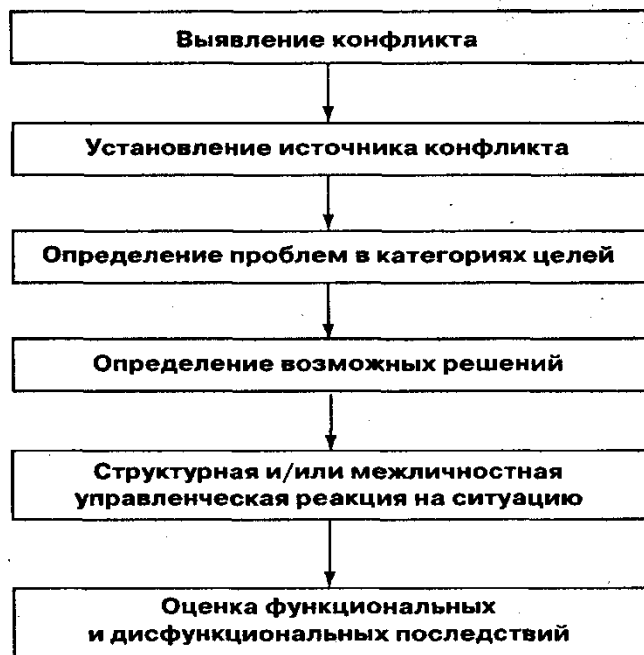 Выявление конфликта
Установление источника конфликта
Определение проблем в категориях целей
Определение возможных решений
Структурная и/или межличностная
управленческая реакция на ситуацию
Оценка функциональных
и дисфункциональных последствий